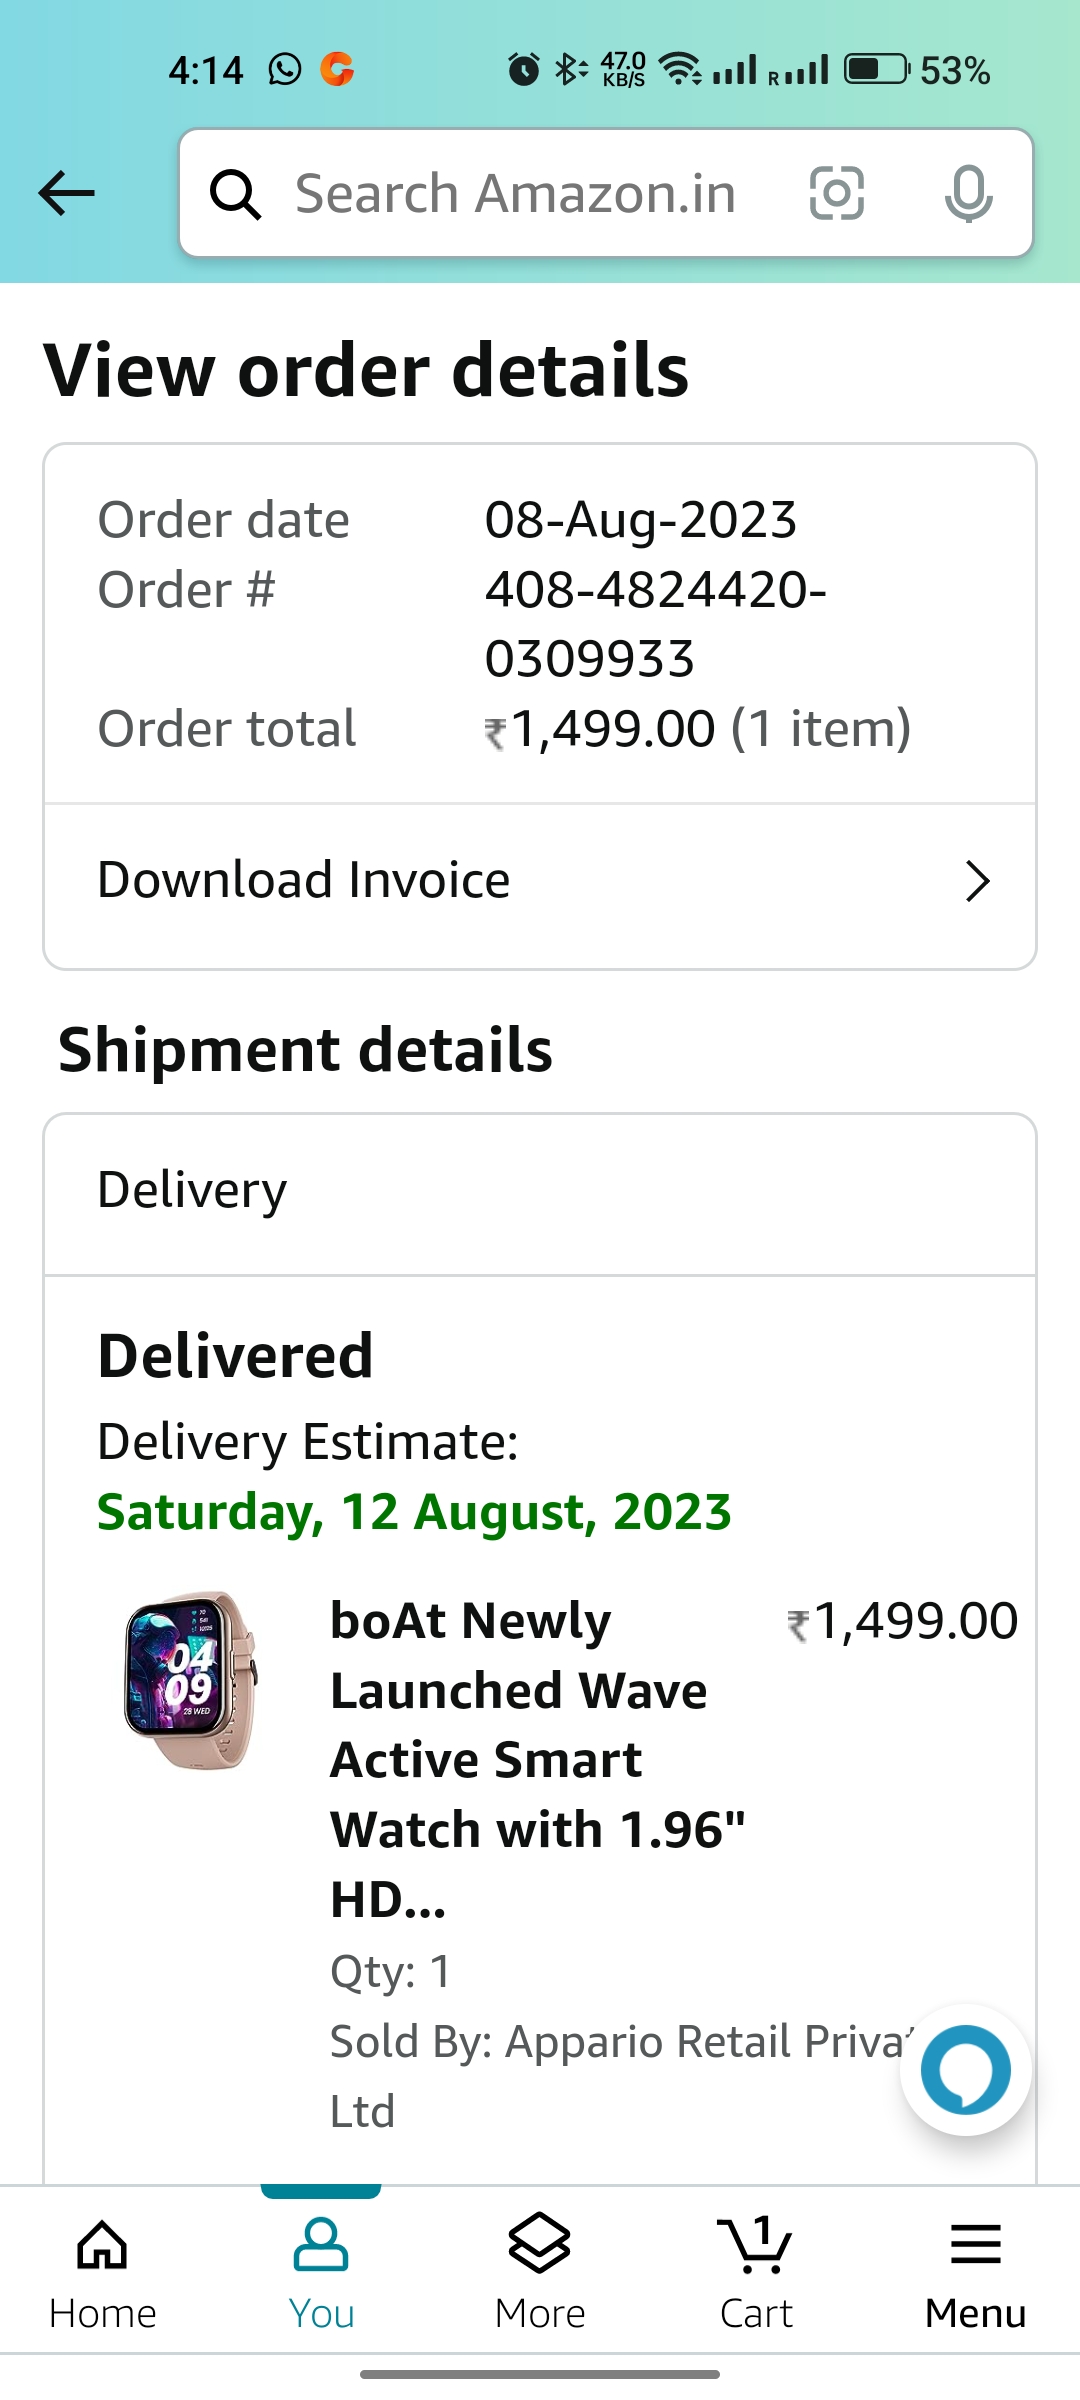 4:14 47.0 KB/S R 53%
Search Amazon.in
View order details
Order date 08-Aug-2023
Order # 408-4824420-
0309933
Order total ₹1,499.00 (1 item)
Download Invoice
Shipment details
Delivery
Delivered
Delivery Estimate:
Saturday, 12 August, 2023
boAt Newly ₹1,499.00
Launched Wave
Active Smart
Watch with 1.96"
HD...
Qty: 1
Sold By: Appario Retail
Ltd
04
09
28 WED
1
Home You More Cart Menu